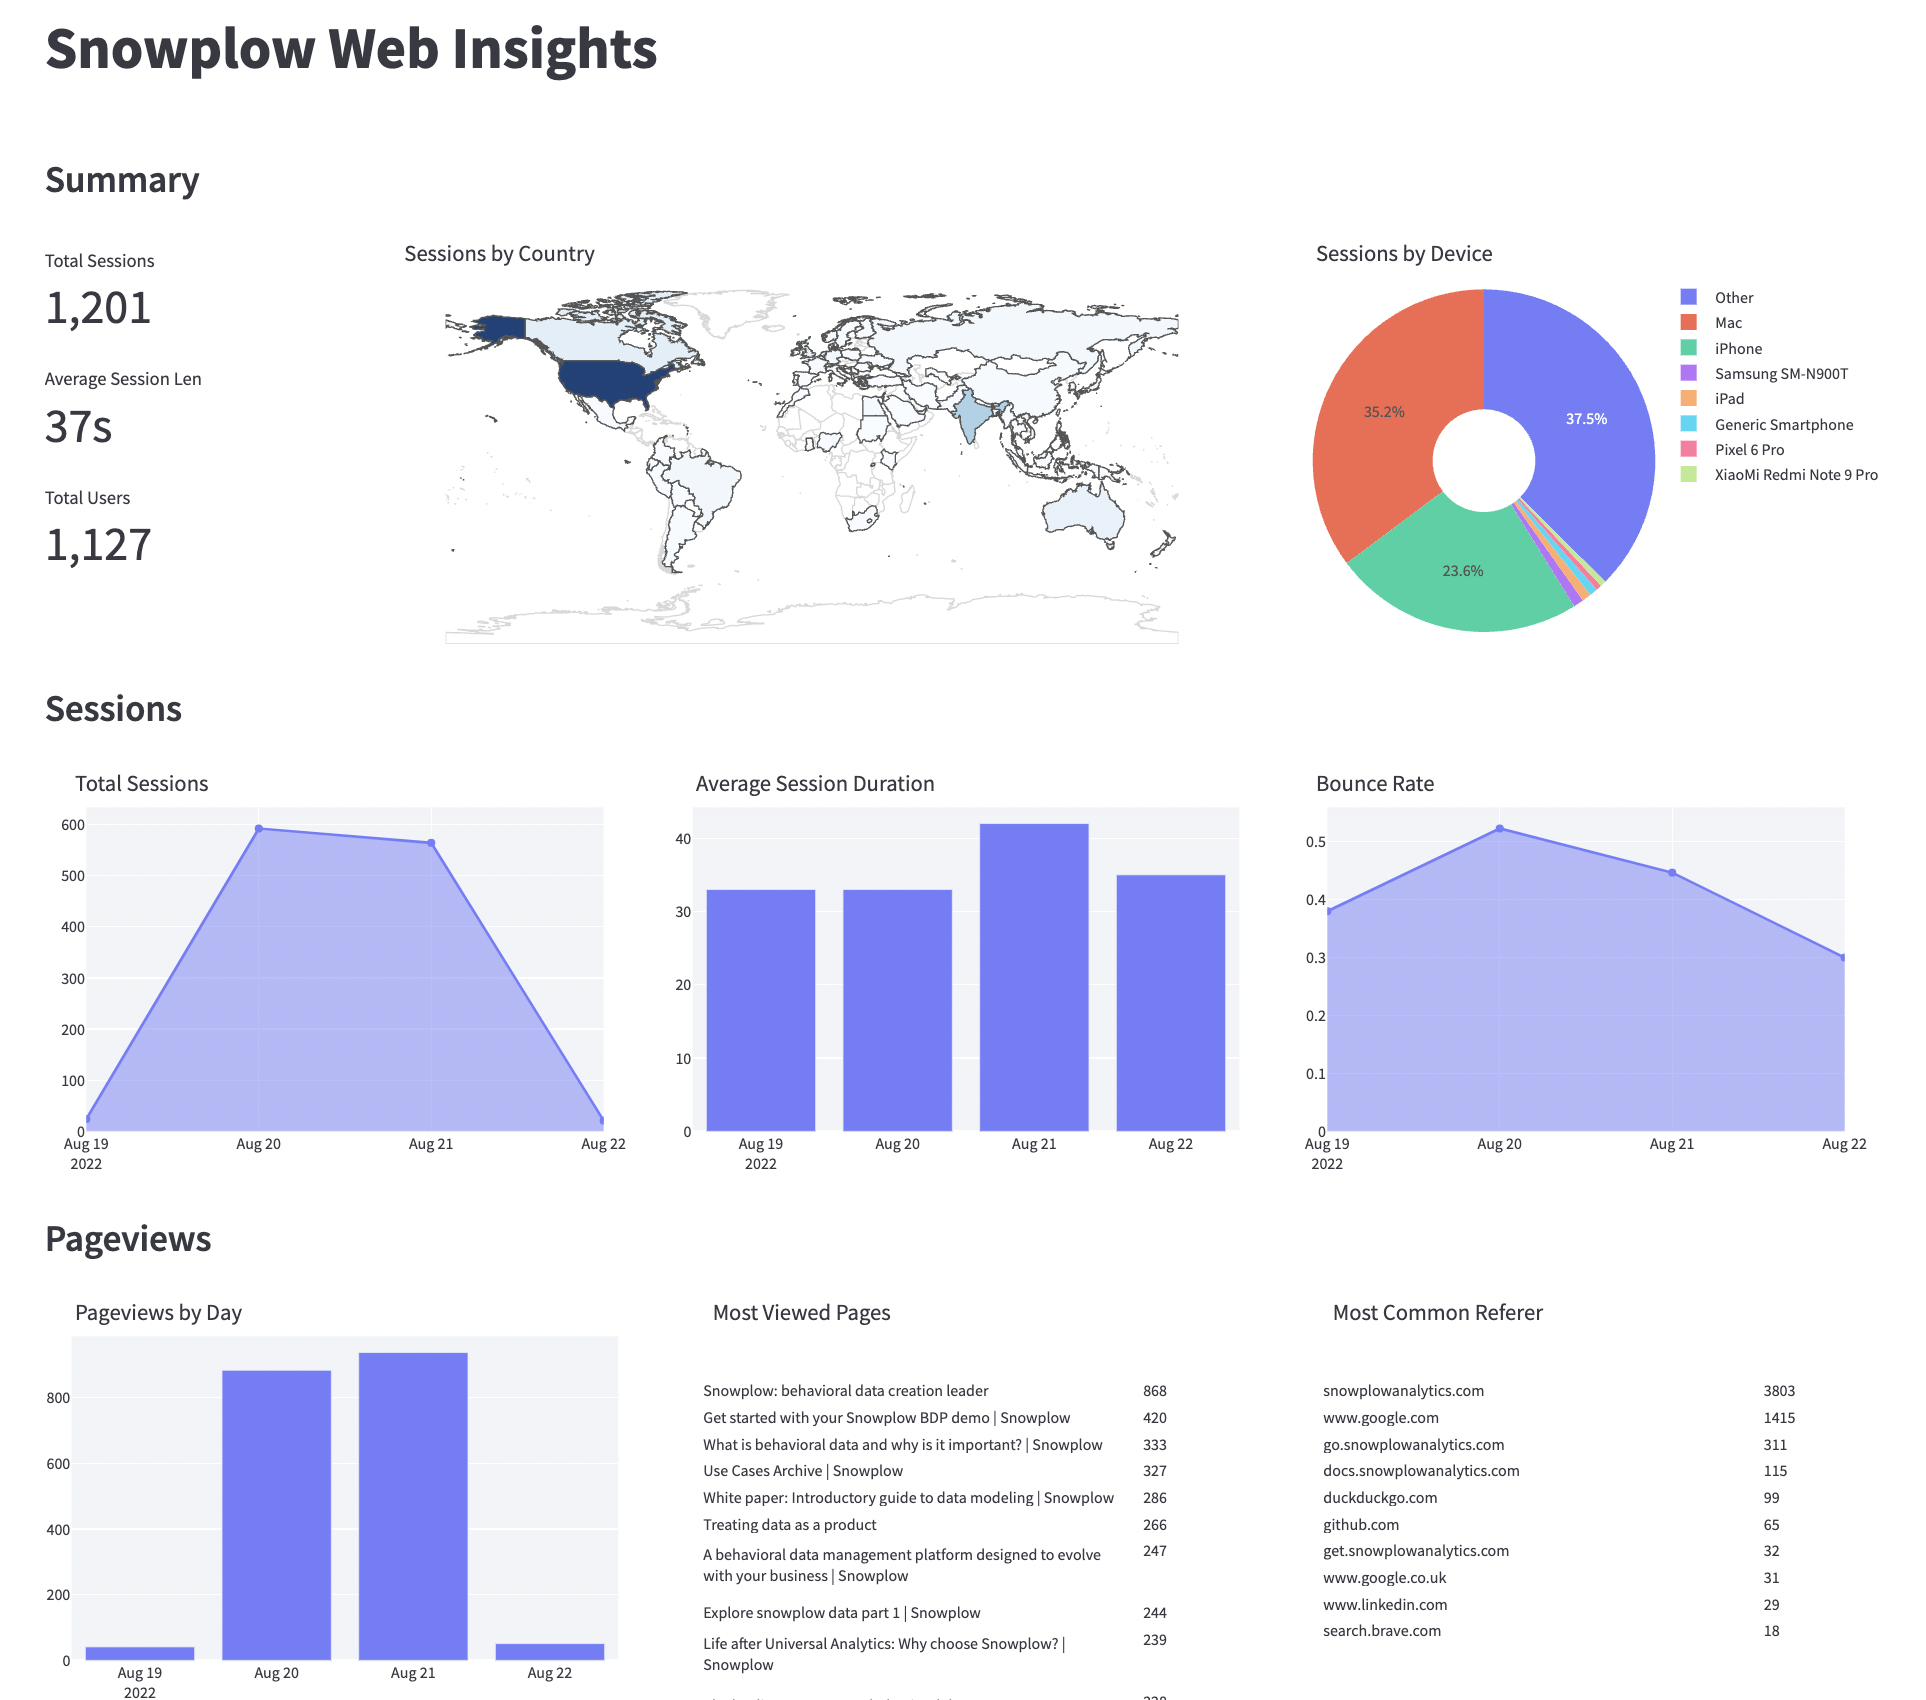 Snowplow Web Insights
Summary
Total Sessions
1,201
Average Session Len
37s
Total Users
1,127
Sessions by Country
Sessions by Device
35.2%
37.5%
23.6%
Other
Mac
iPhone
Samsung SM-N900T
iPad
Generic Smartphone
Pixel 6 Pro
XiaoMi Redmi Note 9 Pro
Sessions
Total Sessions
600
500
400
300
200
100
0
Aug 19
2022
Aug 20
Aug 21
Aug 22
Average Session Duration
40
30
20
10
0
Aug 19
2022
Aug 20
Aug 21
Aug 22
Bounce Rate
0.5
0.4
0.3
0.2
0.1
0
Aug 19
2022
Aug 20
Aug 21
Aug 22
Pageviews
Pageviews by Day
800
600
400
200
0
Aug 19
2022
Aug 20
Aug 21
Aug 22
Most Viewed Pages
Snowplow: behavioral data creation leader 868
Get started with your Snowplow BDP demo | Snowplow 420
What is behavioral data and why is it important? | Snowplow 333
Use Cases Archive | Snowplow 327
White paper: Introductory guide to data modeling | Snowplow 286
Treating data as a product 266
A behavioral data management platform designed to evolve 247
with your business | Snowplow
Explore snowplow data part 1 | Snowplow 244
Life after Universal Analytics: Why choose Snowplow? | 239
Snowplow
Most Common Referer
snowplowanalytics.com 3803
www.google.com 1415
go.snowplowanalytics.com 311
docs.snowplowanalytics.com 115
duckduckgo.com 99
github.com 65
get.snowplowanalytics.com 32
www.google.co.uk 31
www.linkedin.com 29
search.brave.com 18